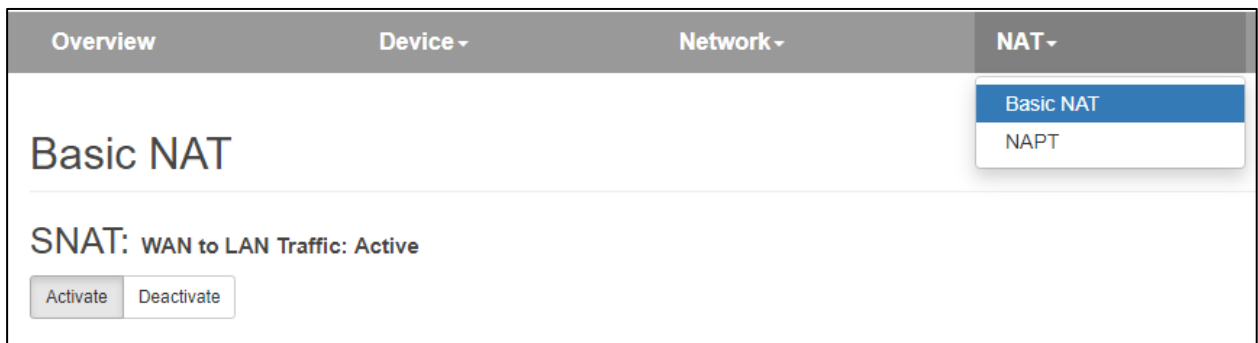 Overview Device Network NAT
Basic NAT
NAPT
Basic NAT
SNAT: WAN to LAN Traffic: Active
Activate Deactivate